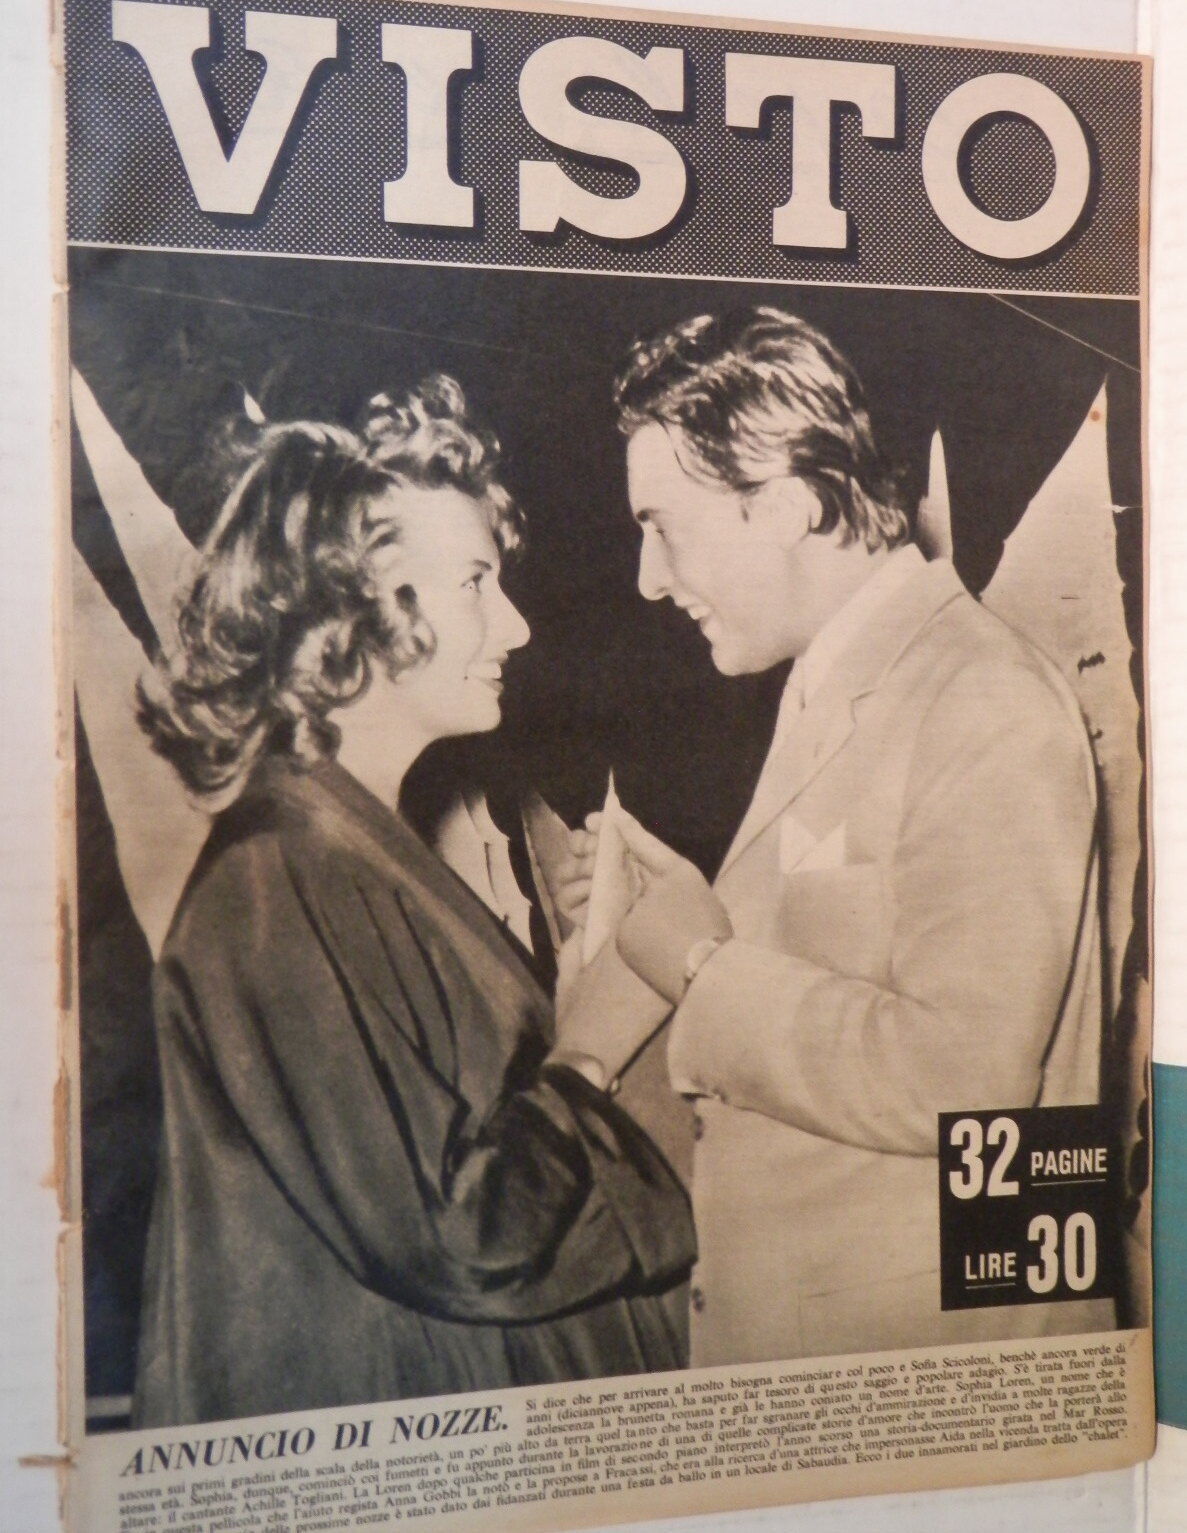 VISTO
32 PAGINE
LIRE 30
ANNUNCIO DI NOZZE.
Si dice che per arrivare al molto bisogna cominciare col poco e Sofia Scicoloni, benchè ancora verde di
anni (diciannove appena), ha saputo far tesoro di questo saggio e popolare adagio. S'è tirata fuori dalla
adolescenza la brunetta romana e già le hanno coniato un nome d'arte. Sophia Loren, un nome che è
ancora sui primi gradini della scala della notorietà, un po' più alto da terra quel tanto che basta per far sgranare gli occhi d'ammirazione e d'invidia a molte ragazze della
stessa età. Sophia, dunque, cominciò coi fumetti e fu appunto durante la lavorazione di una di quelle complicate storie d'amore che incontrò l'uomo che la porterà allo
altare: il cantante Achille Togliani. La Loren dopo qualche particina in film di secondo piano interpretò l'anno scorso una storia-documentario girata nel Mar Rosso.
questa pellicola che l'aiuto regista Anna Gobbi la notò e la propose a Fracassi, che era alla ricerca d'una attrice che impersonasse Aida nella vicenda tratta dall'opera
delle prossime nozze è stato dato dai fidanzati durante una festa da ballo in un locale di Sabaudia. Ecco i due innamorati nel giardino dello "chalet".